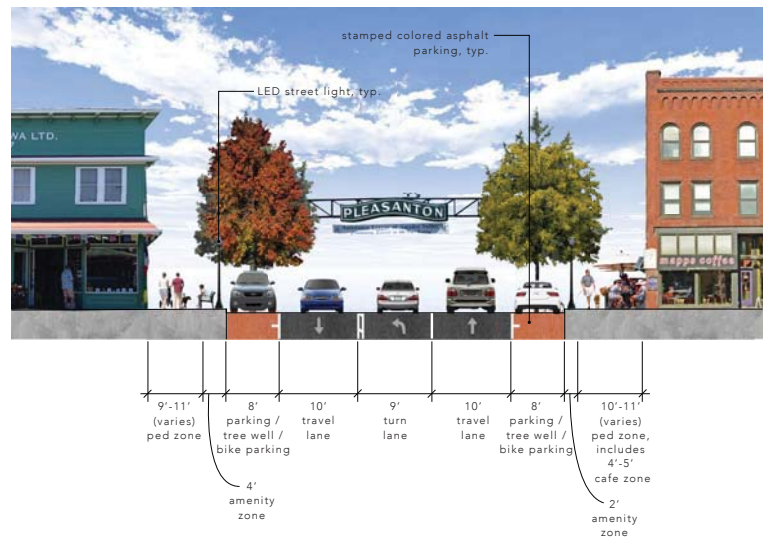 stamped colored asphalt
parking, typ.
LED street light, typ.
WA LTD.
PLEASANTON
mapps coffee
9'-11'
(varies)
ped zone
8'
parking /
tree well /
bike parking
10'
travel
lane
9'
turn
lane
10'
travel
lane
8'
parking /
tree well /
bike parking
10'-11'
(varies)
ped zone,
includes
4'-5'
cafe zone
4'
amenity
zone
2'
amenity
zone